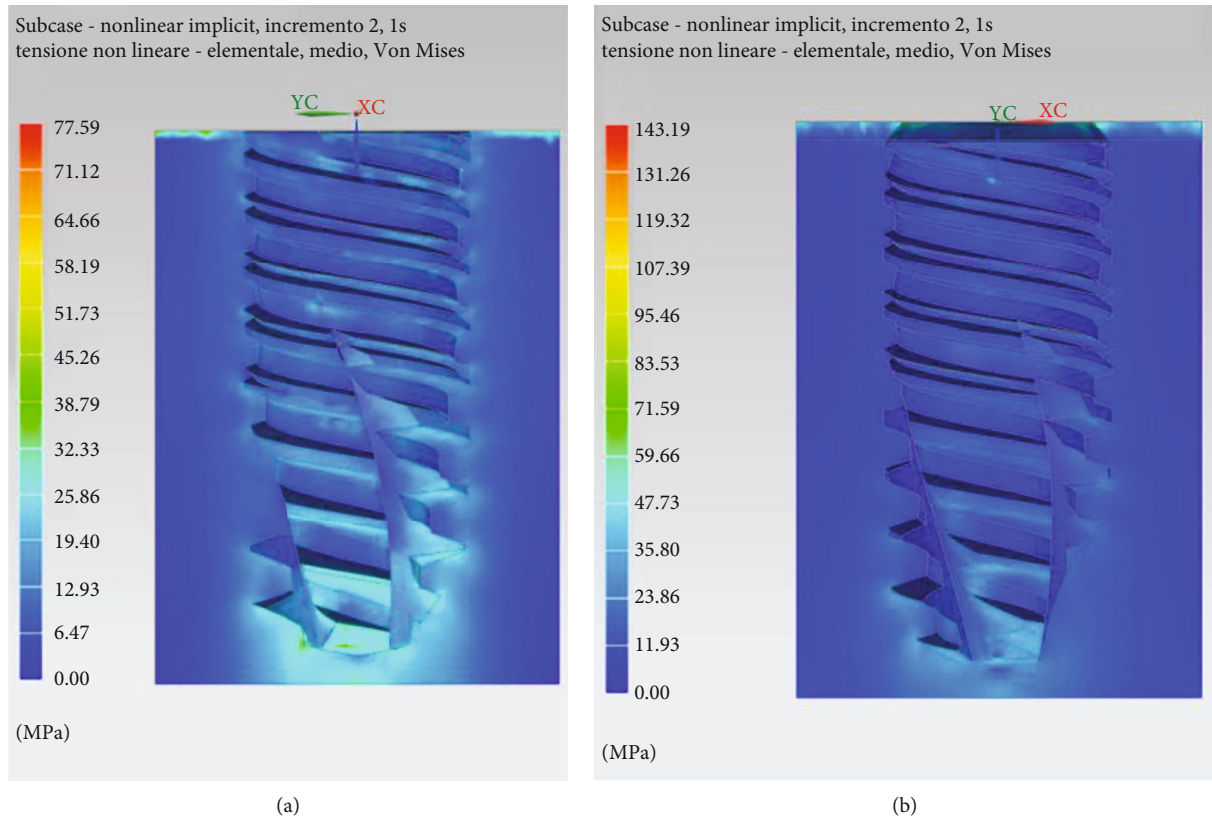 Subcase - nonlinear implicit, incremento 2, 1s
tensione non lineare - elementale, medio, Von Mises
YC XC
77.59
71.12
64.66
58.19
51.73
45.26
38.79
32.33
25.86
19.40
12.93
6.47
0.00
(MPa)
(a)
Subcase - nonlinear implicit, incremento 2, 1s
tensione non lineare - elementale, medio, Von Mises
YC XC
143.19
131.26
119.32
107.39
95.46
83.53
71.59
59.66
47.73
35.80
23.86
11.93
0.00
(MPa)
(b)